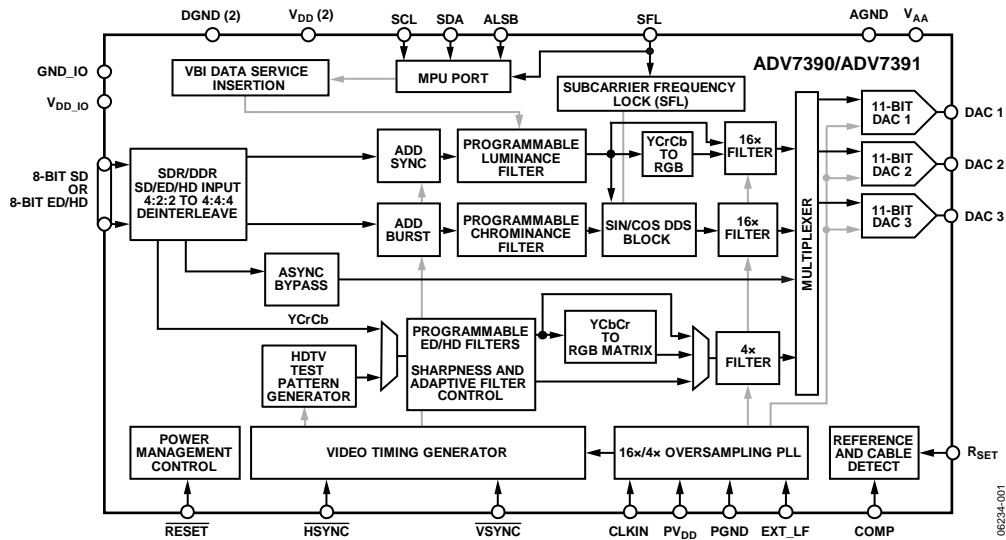 DGND (2)
VDD (2)
SCL
SDA
ALSB
SFL
AGND
VAA
GND_IO
VDD_IO
VBI DATA SERVICE
INSERTION
MPU PORT
SUBCARRIER FREQUENCY
LOCK (SFL)
ADV7390/ADV7391
11-BIT
DAC 1
DAC 1
11-BIT
DAC 2
DAC 2
11-BIT
DAC 3
DAC 3
8-BIT SD
OR
8-BIT ED/HD
SDR/DDR
SD/ED/HD INPUT
4:2:2 TO 4:4:4
DEINTERLEAVE
ADD
SYNC
PROGRAMMABLE
LUMINANCE
FILTER
YCrCb
TO
RGB
16×
FILTER
ADD
BURST
PROGRAMMABLE
CHROMINANCE
FILTER
SIN/COS DDS
BLOCK
16×
FILTER
MULTIPLEXER
ASYNC
BYPASS
YCrCb
HDTV
TEST
PATTERN
GENERATOR
PROGRAMMABLE
ED/HD FILTERS
SHARPNESS AND
ADAPTIVE FILTER
CONTROL
YCbCr
TO
RGB MATRIX
4×
FILTER
POWER
MANAGEMENT
CONTROL
VIDEO TIMING GENERATOR
16×/4× OVERSAMPLING PLL
REFERENCE
AND CABLE
DETECT
RSET
RESET
HSYNC
VSYNC
CLKIN
PVDD
PGND
EXT_LF
COMP
06234-001